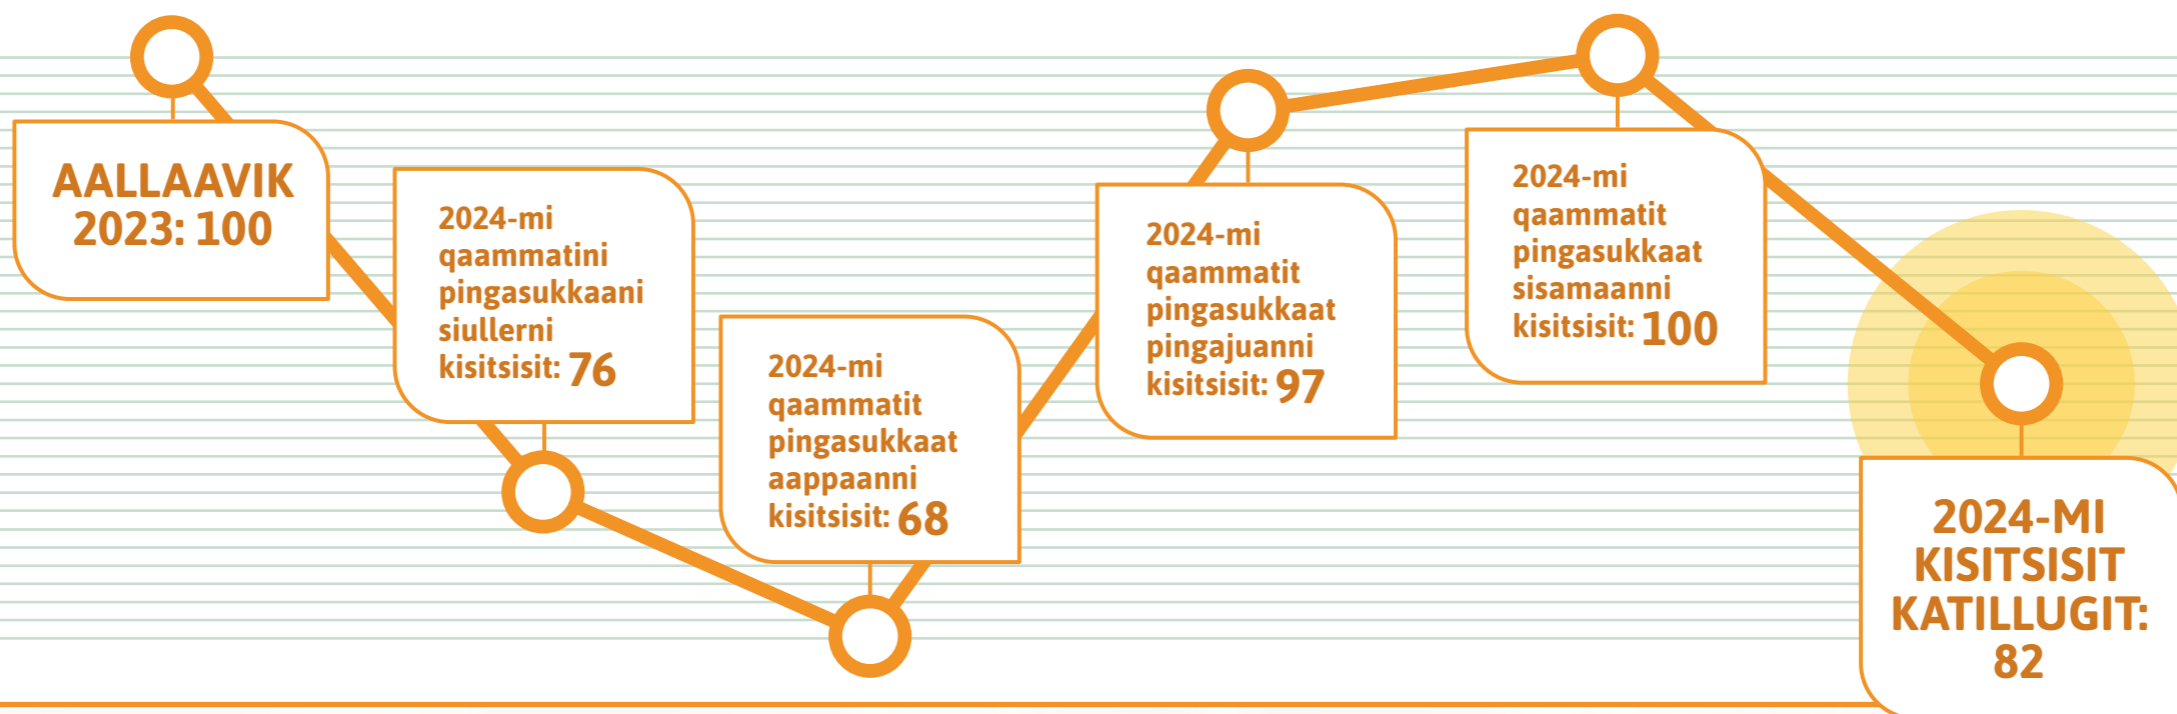 AALLAAVIK
2023: 100
2024-mi
qaammatini
pingasukkaani
siullerni
kisitsisit: 76
2024-mi
qaammatit
pingasukkaat
aappaanni
kisitsisit: 68
2024-mi
qaammatit
pingasukkaat
pingajuanni
kisitsisit: 97
2024-mi
qaammatit
pingasukkaat
sisamaanni
kisitsisit: 100
2024-MI
KISITSISIT
KATILLUGIT:
82